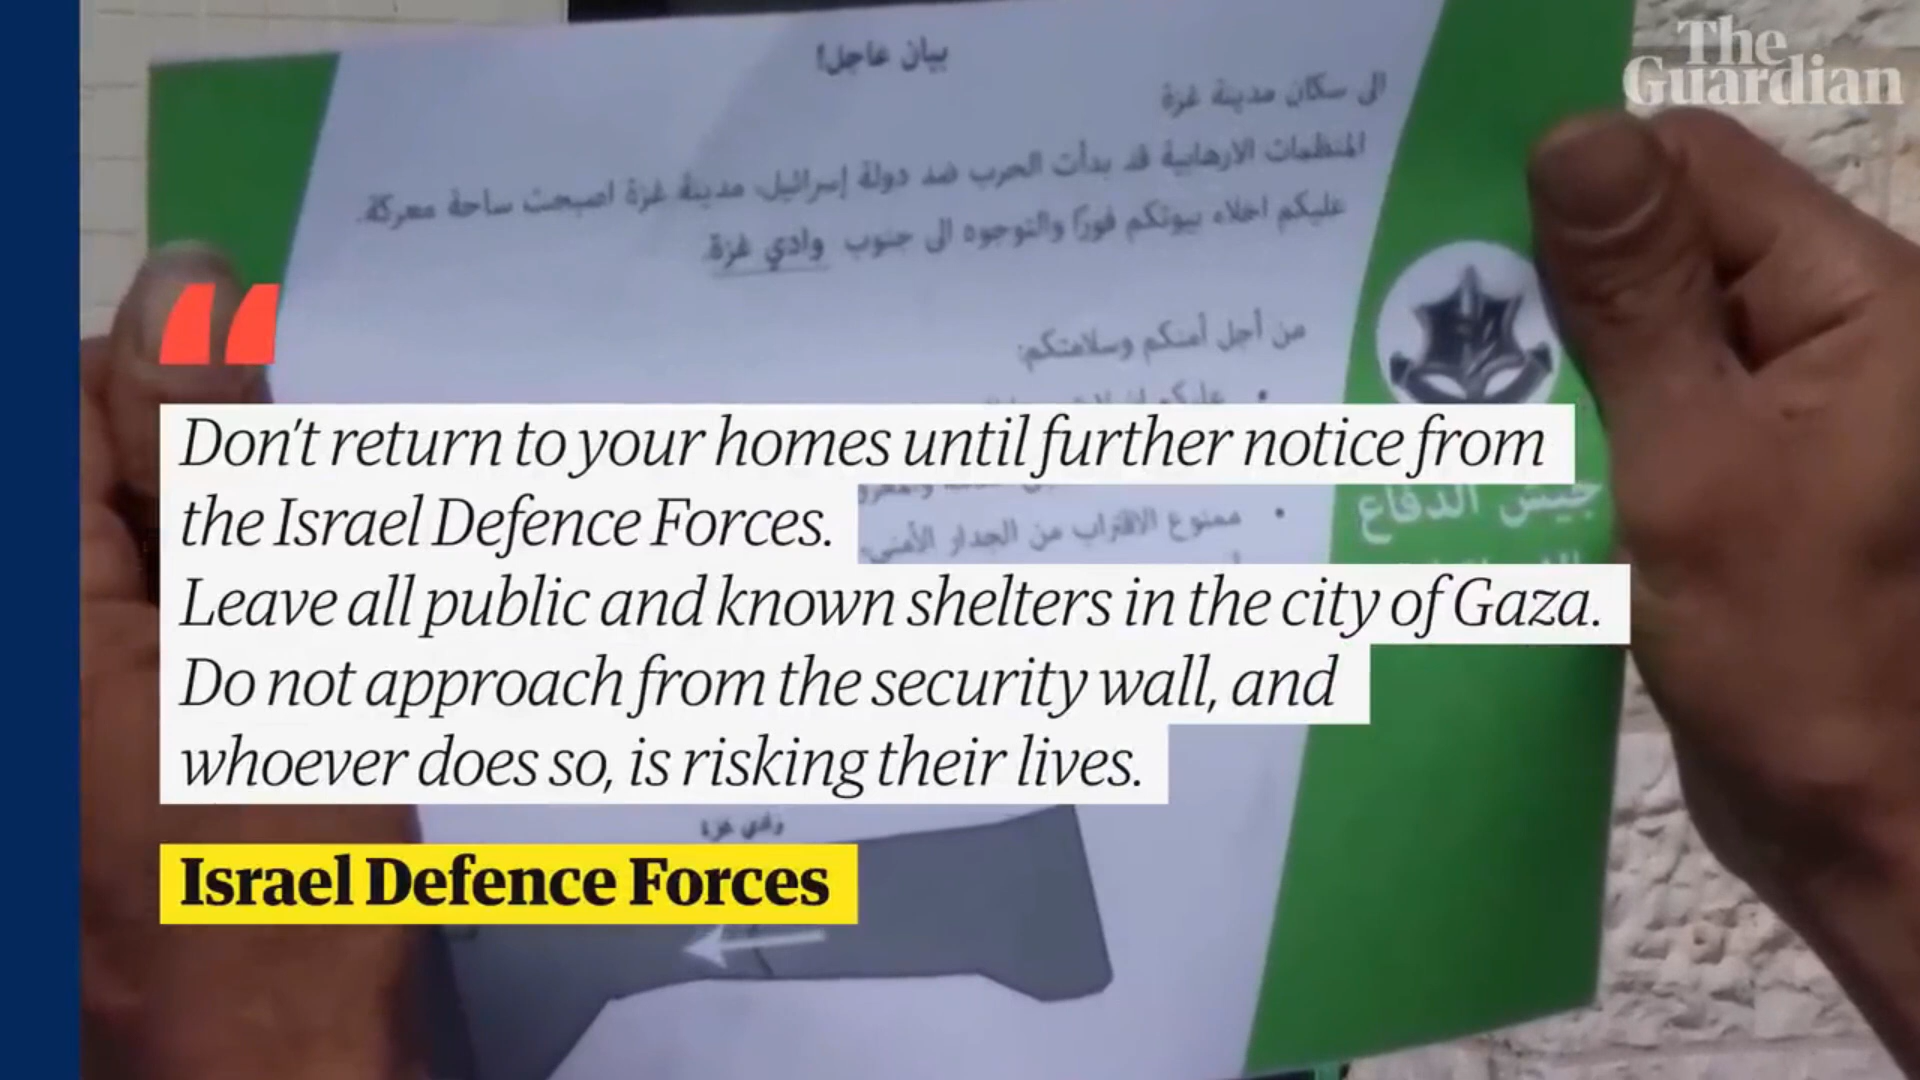 The
Guardian
بيان عاجل!
الى سكان مدينة غزة
المنظمات الارهابية قد بدأت الحرب ضد دولة إسرائيل، مدينة غزة اصبحت ساحة معركة.
عليكم اخلاء بيوتكم فورًا والتوجوه الى جنوب وادي غزة.
من أجل أمنكم وسلامتكم:
Don't return to your homes until further notice from
the Israel Defence Forces.
• ممنوع الاقتراب من الجدار الأمني،
جيش الدفاع
Leave all public and known shelters in the city of Gaza.
Do not approach from the security wall, and
whoever does so, is risking their lives.
وادي غزة
Israel Defence Forces